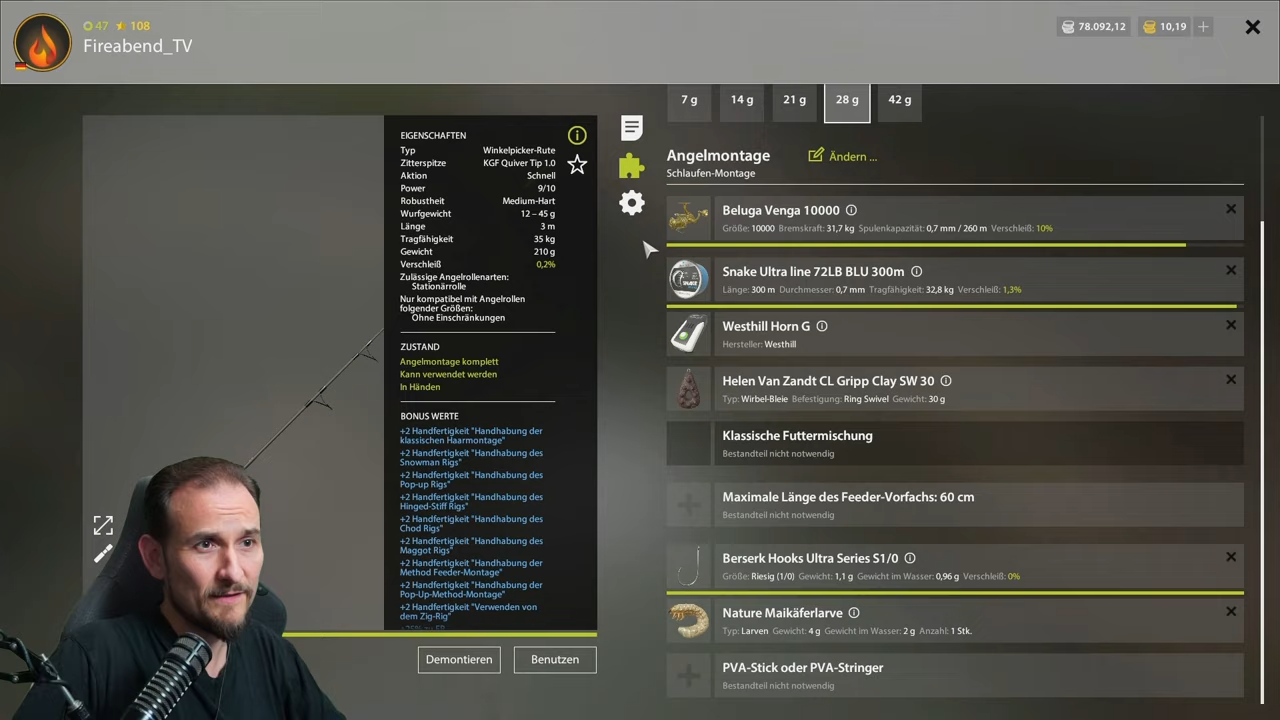 47 108
Fireabend_TV
78.092,12
10,19
7 g
14 g
21 g
28 g
42 g
EIGENSCHAFTEN
Typ Winkelpicker-Rute
Zitterspitze KGF Quiver Tip 1.0
Aktion Schnell
Power 9/10
Robustheit Medium-Hart
Wurfgewicht 12 – 45 g
Länge 3 m
Tragfähigkeit 35 kg
Gewicht 210 g
Verschleiß 0,2%
Zulässige Angelrollenarten:
Stationärrolle
Nur kompatibel mit Angelrollen
folgender Größen:
Ohne Einschränkungen
ZUSTAND
Angelmontage komplett
Kann verwendet werden
In Händen
BONUS WERTE
+2 Handfertigkeit "Handhabung der
klassischen Haarmontage"
+2 Handfertigkeit "Handhabung des
Snowman Rigs"
+2 Handfertigkeit "Handhabung des
Pop-up Rigs"
+2 Handfertigkeit "Handhabung des
Hinged-Stiff Rigs"
+2 Handfertigkeit "Handhabung des
Chod Rigs"
+2 Handfertigkeit "Handhabung des
Maggot Rigs"
+2 Handfertigkeit "Handhabung der
Method Feeder-Montage"
+2 Handfertigkeit "Handhabung der
Pop-Up-Method-Montage"
+2 Handfertigkeit "Verwenden von
dem Zig-Rig"
Demontieren
Benutzen
Angelmontage
Ändern ...
Schlaufen-Montage
Beluga Venga 10000
Größe: 10000 Bremskraft: 31,7 kg Spulenkapazität: 0,7 mm / 260 m Verschleiß: 10%
Snake Ultra line 72LB BLU 300m
Länge: 300 m Durchmesser: 0,7 mm Tragfähigkeit: 32,8 kg Verschleiß: 1,3%
Westhill Horn G
Hersteller: Westhill
Helen Van Zandt CL Gripp Clay SW 30
Typ: Wirbel-Bleie Befestigung: Ring Swivel Gewicht: 30 g
Klassische Futtermischung
Bestandteil nicht notwendig
Maximale Länge des Feeder-Vorfachs: 60 cm
Bestandteil nicht notwendig
Berserk Hooks Ultra Series S1/0
Größe: Riesig (1/0) Gewicht: 1,1 g Gewicht im Wasser: 0,96 g Verschleiß: 0%
Nature Maikäferlarve
Typ: Larven Gewicht: 4 g Gewicht im Wasser: 2 g Anzahl: 1 Stk.
PVA-Stick oder PVA-Stringer
Bestandteil nicht notwendig